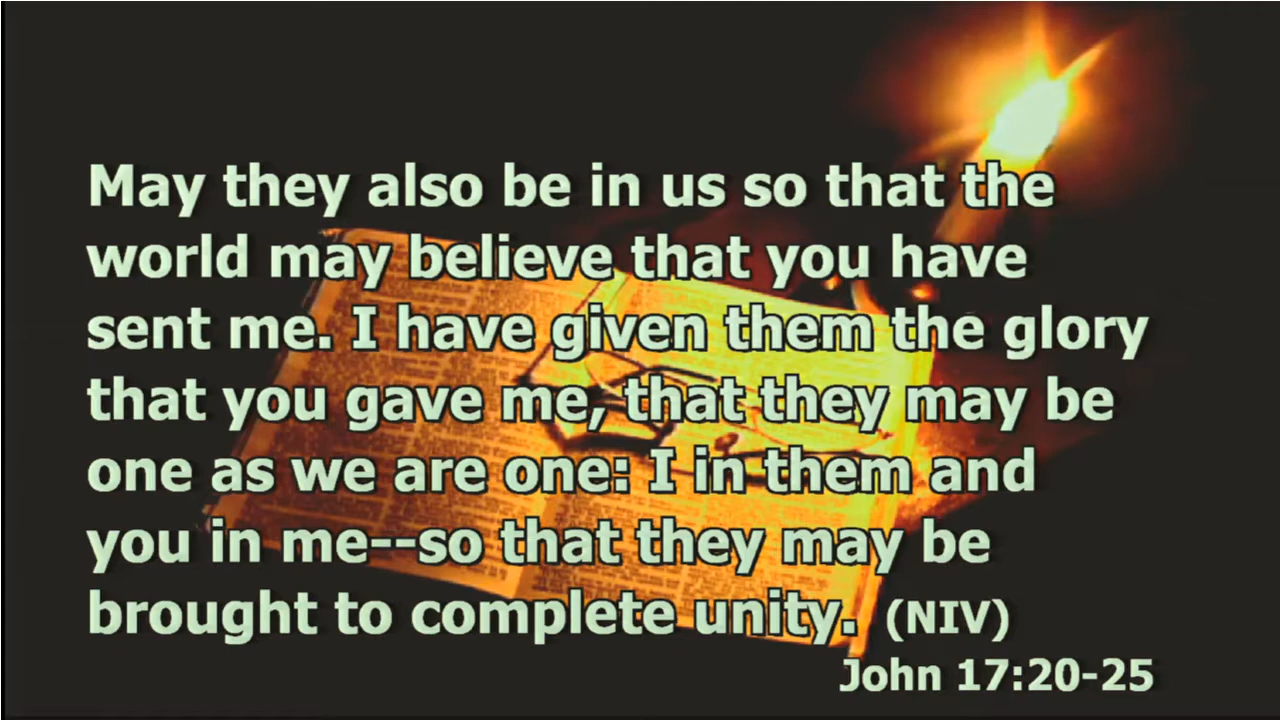 May they also be in us so that the
world may believe that you have
sent me. I have given them the glory
that you gave me, that they may be
one as we are one: I in them and
you in me--so that they may be
brought to complete unity. (NIV)
John 17:20-25